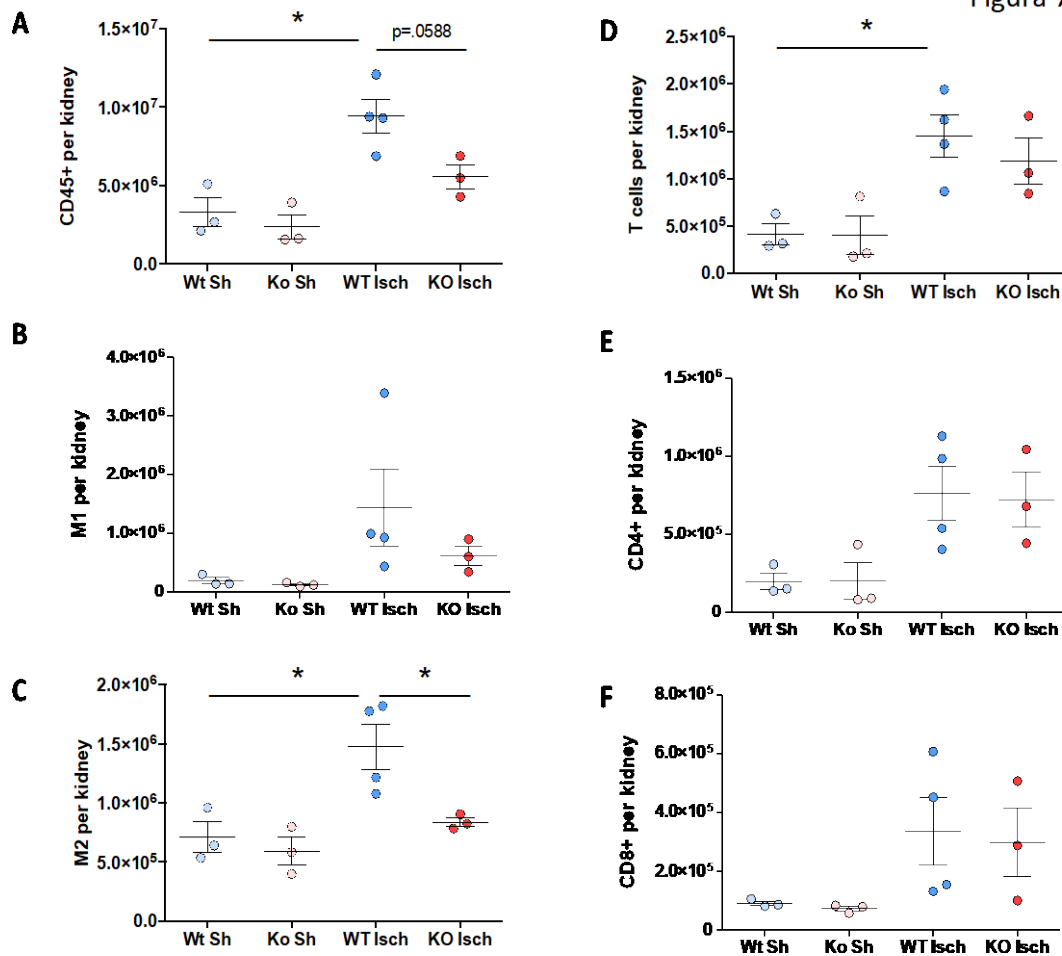 Figura 7
A
*
p=.0588
1.5×10⁷
1.0×10⁷
5.0×10⁶
0.0
CD45+ per kidney
Wt Sh Ko Sh WT Isch KO Isch
B
4.0×10⁶
3.0×10⁶
2.0×10⁶
1.0×10⁶
0
M1 per kidney
Wt Sh Ko Sh WT Isch KO Isch
C
* *
2.0×10⁶
1.5×10⁶
1.0×10⁶
5.0×10⁵
0.0
M2 per kidney
Wt Sh Ko Sh WT Isch KO Isch
D
*
2.5×10⁶
2.0×10⁶
1.5×10⁶
1.0×10⁶
5.0×10⁵
0.0
T cells per kidney
Wt Sh Ko Sh WT Isch KO Isch
E
1.5×10⁶
1.0×10⁶
5.0×10⁵
0
CD4+ per kidney
Wt Sh Ko Sh WT Isch KO Isch
F
8.0×10⁵
6.0×10⁵
4.0×10⁵
2.0×10⁵
0
CD8+ per kidney
Wt Sh Ko Sh WT Isch KO Isch